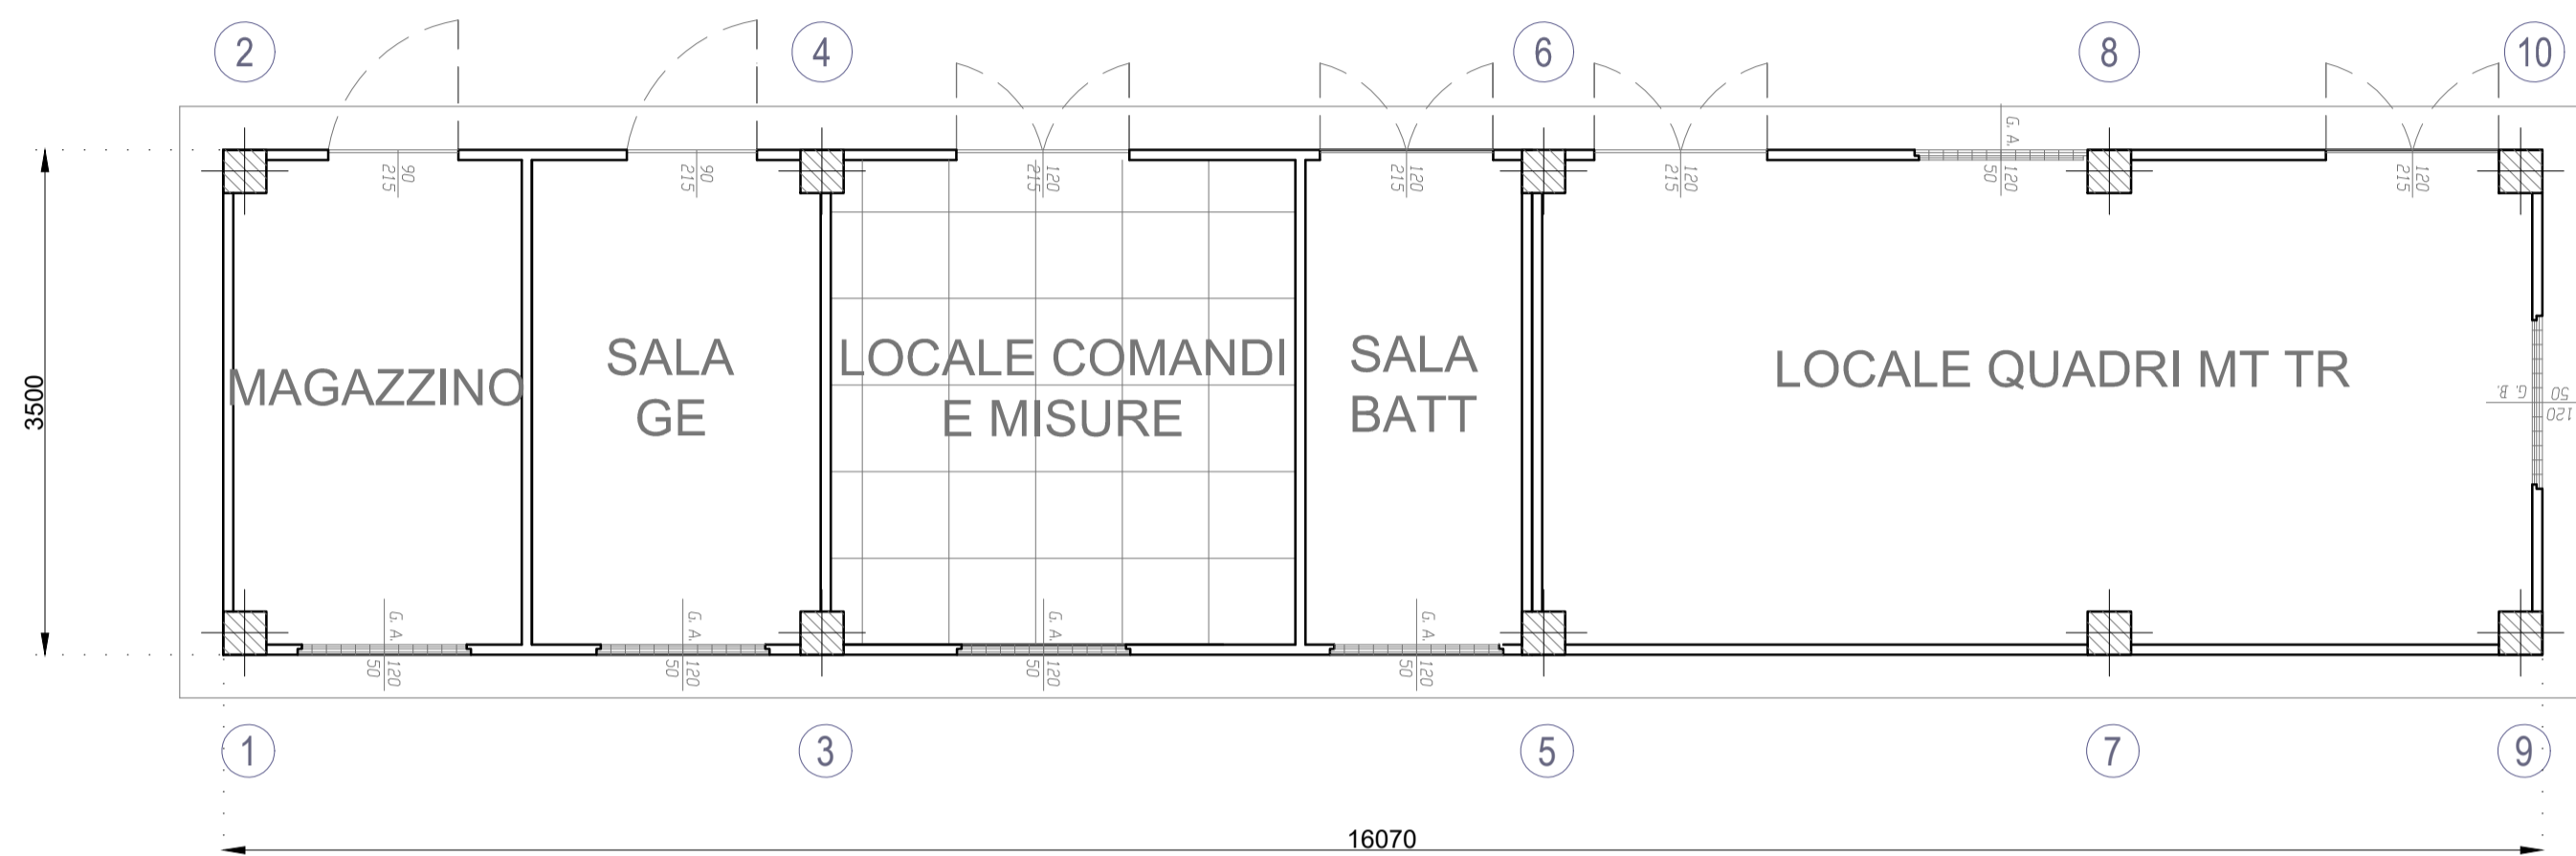 2
4
6
8
10
90
215
90
215
120
215
120
215
120
215
G. A.
120
50
120
215
3500
MAGAZZINO
SALA
GE
LOCALE COMANDI
E MISURE
SALA
BATT
LOCALE QUADRI MT TR
G. B.
50
120
G. A.
120
50
G. A.
120
50
G. A.
120
50
G. A.
120
50
1
3
5
7
9
16070